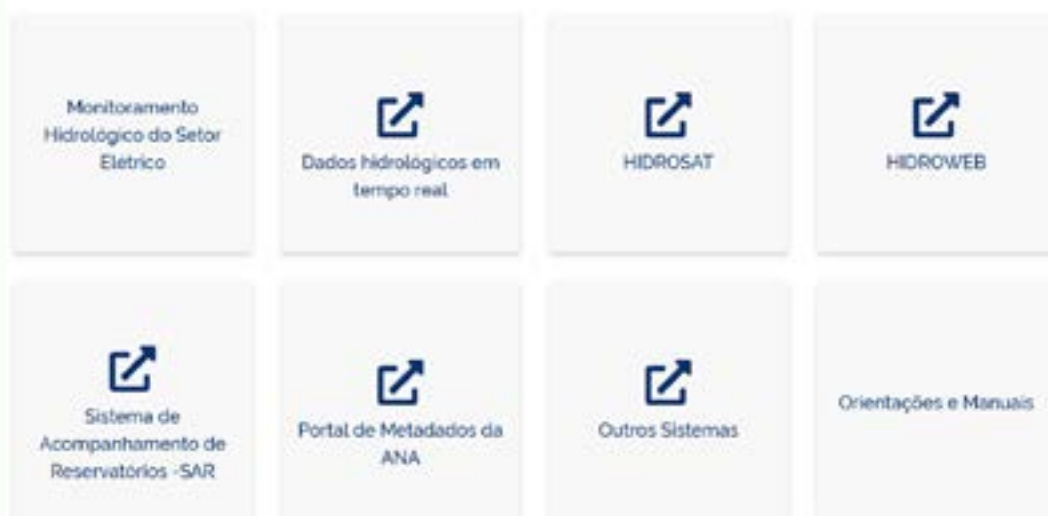 Monitoramento
Hidrológico do Setor
Elétrico
Dados hidrológicos em
tempo real
HIDROSAT
HIDROWEB
Sistema de
Acompanhamento de
Reservatórios -SAR
Portal de Metadados da
ANA
Outros Sistemas
Orientações e Manuais